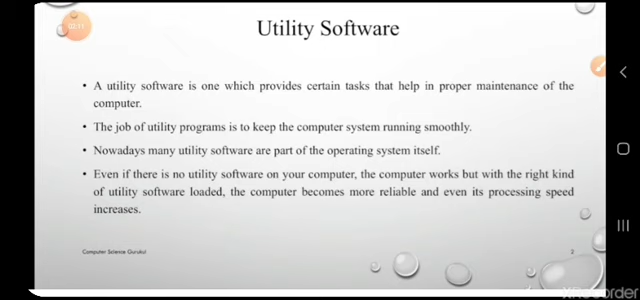 00:11
Utility Software
• A utility software is one which provides certain tasks that help in proper maintenance of the
computer.
• The job of utility programs is to keep the computer system running smoothly.
• Nowadays many utility software are part of the operating system itself.
• Even if there is no utility software on your computer, the computer works but with the right kind
of utility software loaded, the computer becomes more reliable and even its processing speed
increases.
Computer Science Gurukul
2
XRecorder